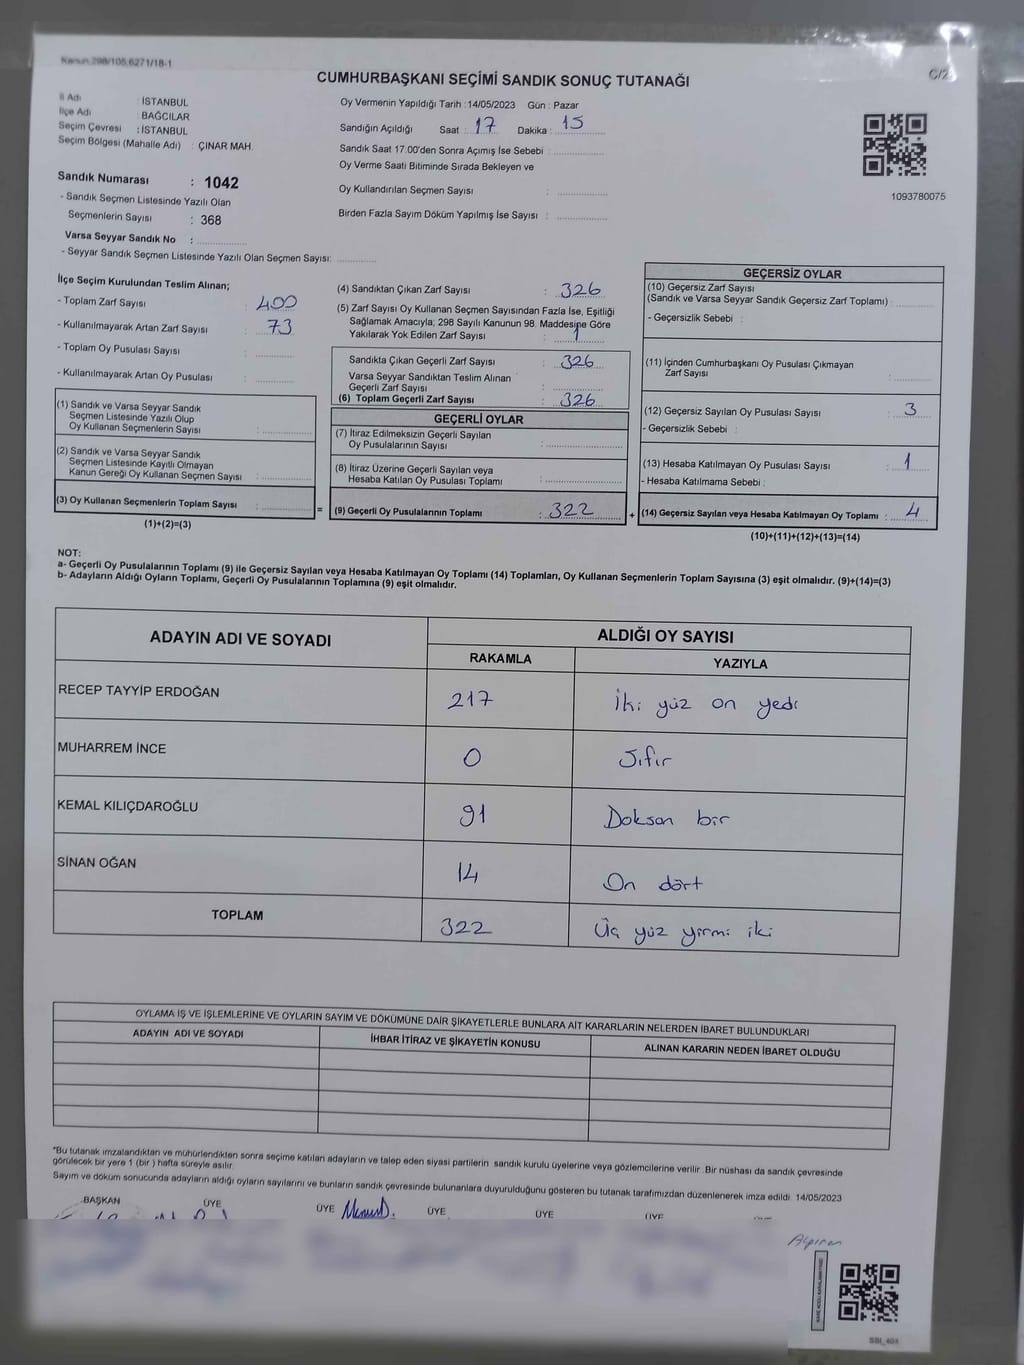 Kanun.298/105,6271/18-1
C/2
CUMHURBAŞKANI SEÇİMİ SANDIK SONUÇ TUTANAĞI
İl Adı : İSTANBUL
İlçe Adı : BAĞCILAR
Seçim Çevresi : İSTANBUL
Seçim Bölgesi (Mahalle Adı) : ÇINAR MAH.
Sandık Numarası : 1042
- Sandık Seçmen Listesinde Yazılı Olan
Seçmenlerin Sayısı : 368
Varsa Seyyar Sandık No :
- Seyyar Sandık Seçmen Listesinde Yazılı Olan Seçmen Sayısı:
Oy Vermenin Yapıldığı Tarih :14/05/2023 Gün : Pazar
Sandığın Açıldığı Saat : 17 Dakika : 15
Sandık Saat 17.00'den Sonra Açımış İse Sebebi :
Oy Verme Saati Bitiminde Sırada Bekleyen ve
Oy Kullandırılan Seçmen Sayısı :
Birden Fazla Sayım Döküm Yapılmış İse Sayısı :
1093780075
İlçe Seçim Kurulundan Teslim Alınan;
- Toplam Zarf Sayısı : 400
- Kullanılmayarak Artan Zarf Sayısı : 73
- Toplam Oy Pusulası Sayısı :
- Kullanılmayarak Artan Oy Pusulası :
(1) Sandık ve Varsa Seyyar Sandık
Seçmen Listesinde Yazılı Olup
Oy Kullanan Seçmenlerin Sayısı :
(2) Sandık ve Varsa Seyyar Sandık
Seçmen Listesinde Kayıtlı Olmayan
Kanun Gereği Oy Kullanan Seçmen Sayısı :
(3) Oy Kullanan Seçmenlerin Toplam Sayısı :
(1)+(2)=(3)
=
(4) Sandıktan Çıkan Zarf Sayısı : 326
(5) Zarf Sayısı Oy Kullanan Seçmen Sayısından Fazla İse, Eşitliği
Sağlamak Amacıyla; 298 Sayılı Kanunun 98. Maddesine Göre
Yakılarak Yok Edilen Zarf Sayısı : 1
Sandıkta Çıkan Geçerli Zarf Sayısı : 326
Varsa Seyyar Sandıktan Teslim Alınan
Geçerli Zarf Sayısı :
(6) Toplam Geçerli Zarf Sayısı : 326
GEÇERLİ OYLAR
(7) İtiraz Edilmeksizin Geçerli Sayılan
Oy Pusulalarının Sayısı :
(8) İtiraz Üzerine Geçerli Sayılan veya
Hesaba Katılan Oy Pusulası Toplamı :
(9) Geçerli Oy Pusulalarının Toplamı : 322
+
GEÇERSİZ OYLAR
(10) Geçersiz Zarf Sayısı
(Sandık ve Varsa Seyyar Sandık Geçersiz Zarf Toplamı) :
- Geçersizlik Sebebi :
(11) İçinden Cumhurbaşkanı Oy Pusulası Çıkmayan
Zarf Sayısı :
(12) Geçersiz Sayılan Oy Pusulası Sayısı : 3
- Geçersizlik Sebebi :
(13) Hesaba Katılmayan Oy Pusulası Sayısı : 1
- Hesaba Katılmama Sebebi :
(14) Geçersiz Sayılan veya Hesaba Katılmayan Oy Toplamı : 4
(10)+(11)+(12)+(13)=(14)
NOT:
a- Geçerli Oy Pusulalarının Toplamı (9) ile Geçersiz Sayılan veya Hesaba Katılmayan Oy Toplamı (14) Toplamları, Oy Kullanan Seçmenlerin Toplam Sayısına (3) eşit olmalıdır. (9)+(14)=(3)
b- Adayların Aldığı Oyların Toplamı, Geçerli Oy Pusulalarının Toplamına (9) eşit olmalıdır.
ADAYIN ADI VE SOYADI ALDIĞI OY SAYISI
RAKAMLA YAZIYLA
RECEP TAYYİP ERDOĞAN 217 İki yüz on yedi
MUHARREM İNCE 0 Sıfır
KEMAL KILIÇDAROĞLU 91 Doksan bir
SİNAN OĞAN 14 On dört
TOPLAM 322 Üç yüz yirmi iki
OYLAMA İŞ VE İŞLEMLERİNE VE OYLARIN SAYIM VE DÖKÜMÜNE DAİR ŞİKAYETLERLE BUNLARA AİT KARARLARIN NELERDEN İBARET BULUNDUKLARI
ADAYIN ADI VE SOYADI İHBAR İTİRAZ VE ŞİKAYETİN KONUSU ALINAN KARARIN NEDEN İBARET OLDUĞU
*Bu tutanak imzalandıktan ve mühürlendikten sonra seçime katılan adayların ve talep eden siyasi partilerin sandık kurulu üyelerine veya gözlemcilerine verilir. Bir nüshası da sandık çevresinde
görülecek bir yere 1 (bir ) hafta süreyle asılır.
Sayım ve döküm sonucunda adayların aldığı oyların sayılarını ve bunların sandık çevresinde bulunanlara duyurulduğunu gösteren bu tutanak tarafımızdan düzenlenerek imza edildi. 14/05/2023
BAŞKAN ÜYE ÜYE ÜYE ÜYE ÜYE